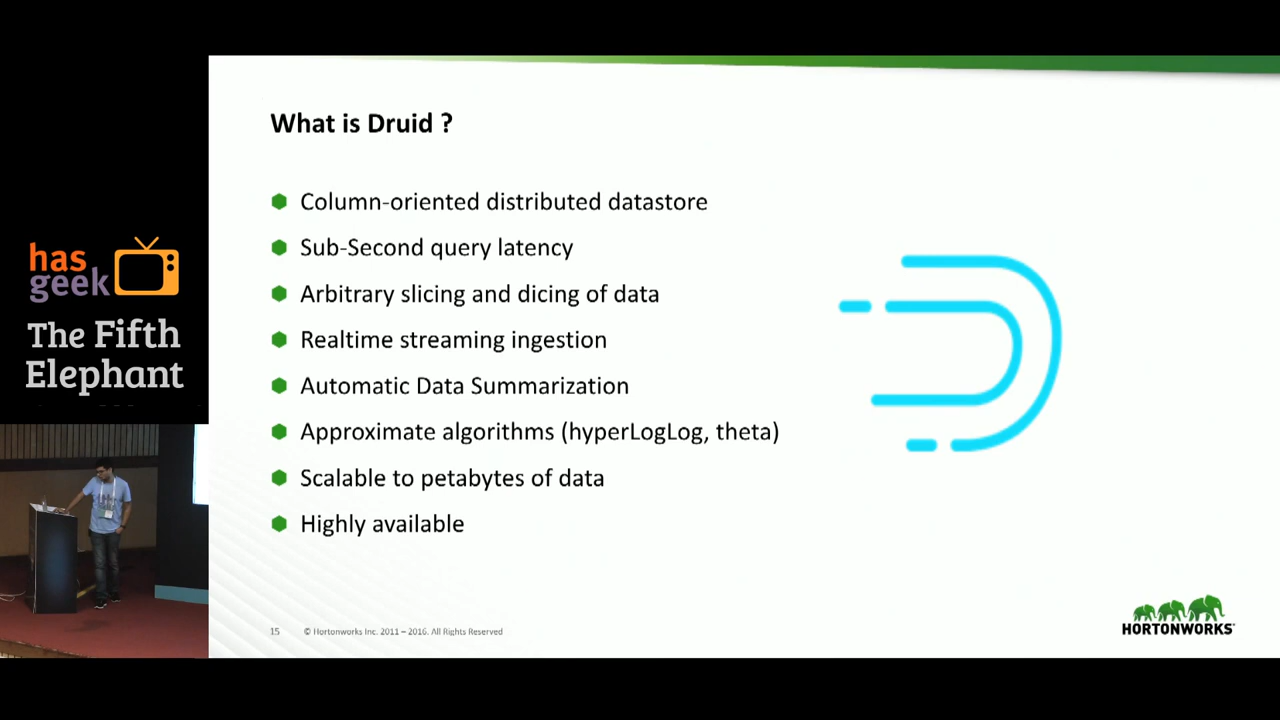 What is Druid ?
Column-oriented distributed datastore
Sub-Second query latency
Arbitrary slicing and dicing of data
Realtime streaming ingestion
Automatic Data Summarization
Approximate algorithms (hyperLogLog, theta)
Scalable to petabytes of data
Highly available
has
geek
The Fifth
Elephant
15 © Hortonworks Inc. 2011 – 2016. All Rights Reserved
HORTONWORKS